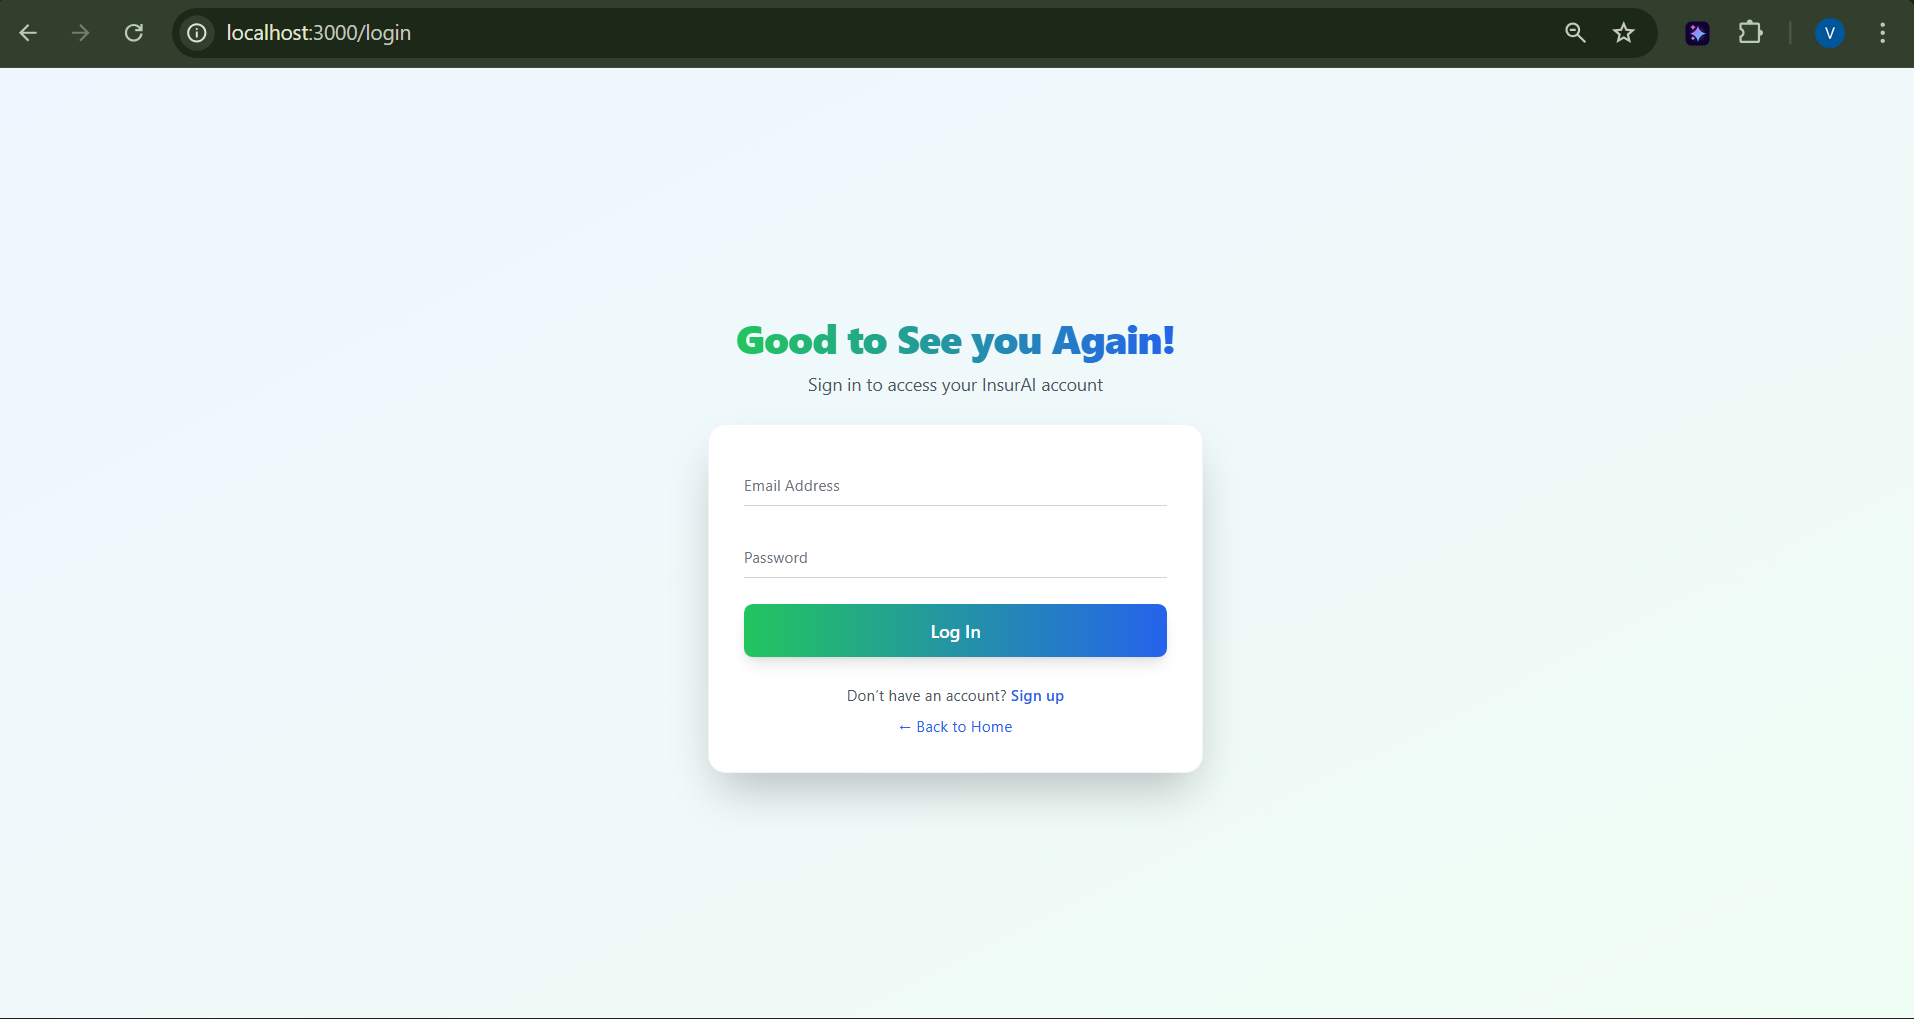 localhost:3000/login
V
Good to See you Again!
Sign in to access your InsurAI account
Email Address
Password
Log In
Don’t have an account? Sign up
← Back to Home